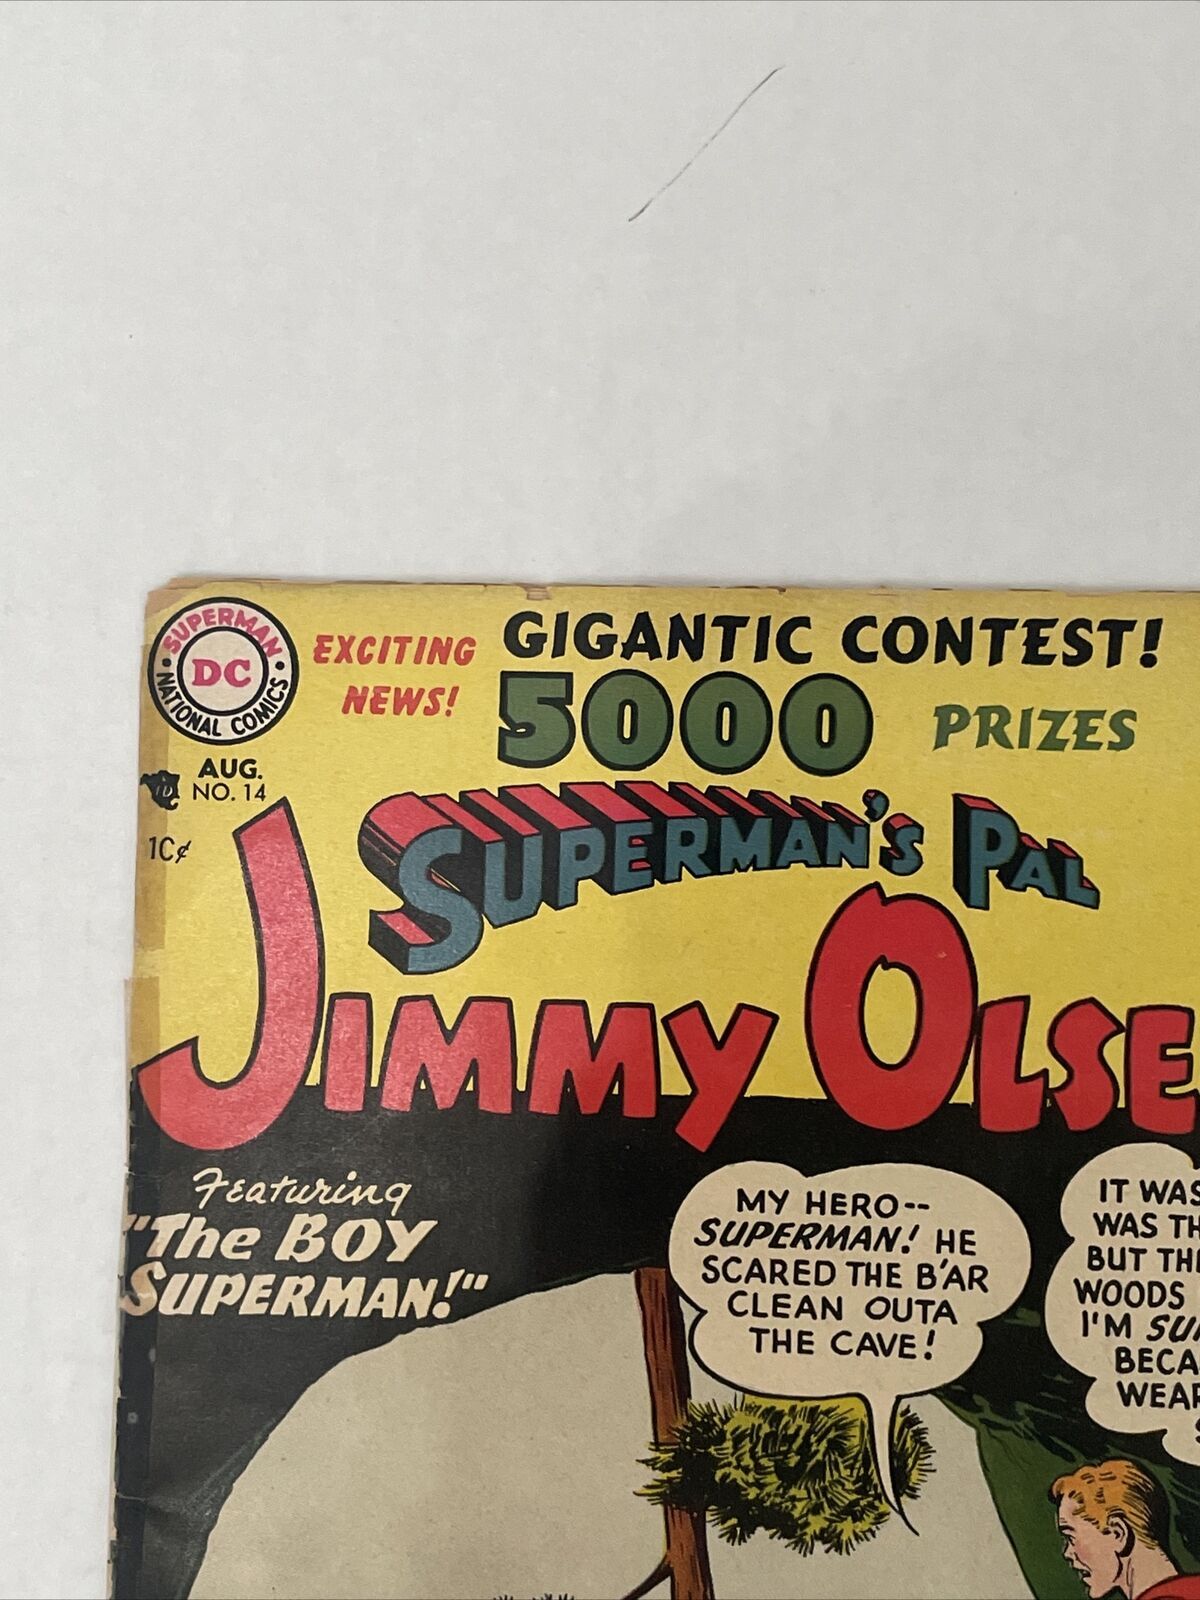 SUPERMAN
DC
NATIONAL COMICS
AUG.
NO. 14
10¢
EXCITING
NEWS!
GIGANTIC CONTEST!
5000 PRIZES
SUPERMAN'S PAL
JIMMY OLSE
Featuring
"The BOY
SUPERMAN!"
MY HERO--
SUPERMAN! HE
SCARED THE B'AR
CLEAN OUTA
THE CAVE!
IT WAS
WAS TH
BUT THE
WOODS
I'M SU
BECA
WEAR
S